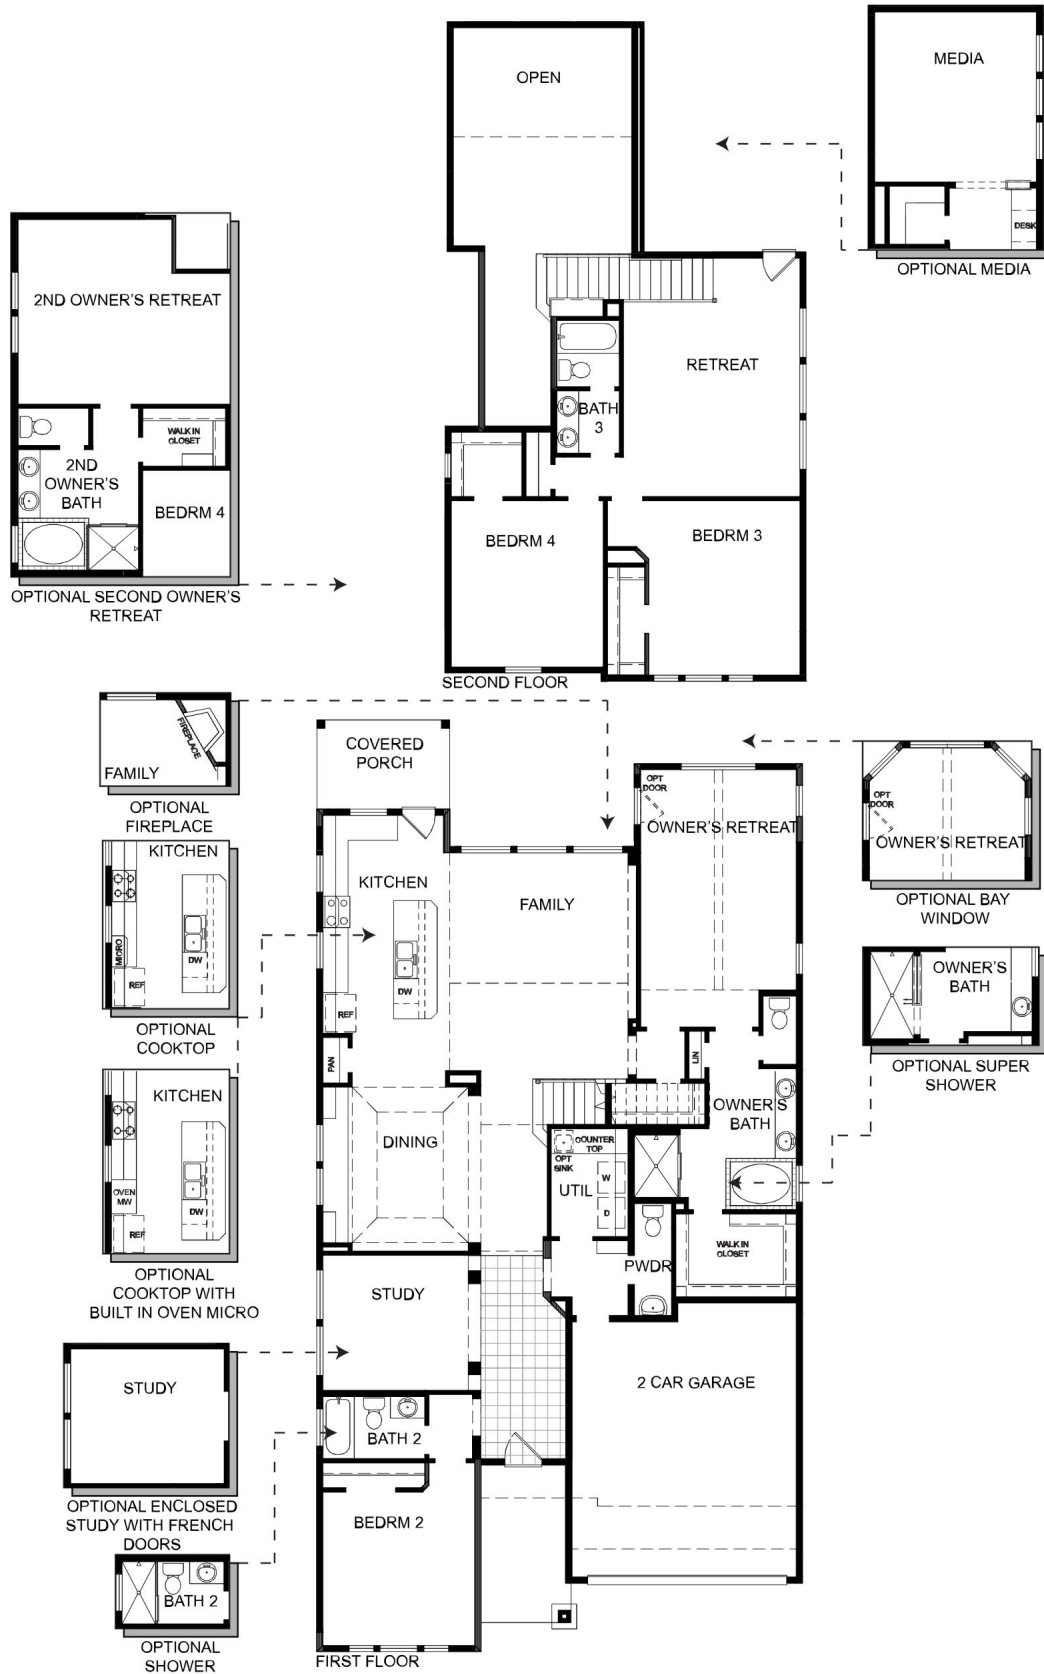 OPEN
MEDIA
DESK
OPTIONAL MEDIA
2ND OWNER'S RETREAT
WALK IN
CLOSET
2ND
OWNER'S
BATH
BEDRM 4
OPTIONAL SECOND OWNER'S
RETREAT
RETREAT
BATH
3
BEDRM 4
BEDRM 3
SECOND FLOOR
FIREPLACE
FAMILY
OPTIONAL
FIREPLACE
KITCHEN
MICRO
DW
REF
OPTIONAL
COOKTOP
KITCHEN
OVEN
MW
DW
REF
OPTIONAL
COOKTOP WITH
BUILT IN OVEN MICRO
STUDY
OPTIONAL ENCLOSED
STUDY WITH FRENCH
DOORS
BATH 2
OPTIONAL
SHOWER
COVERED
PORCH
OPT
DOOR
OWNER'S RETREAT
KITCHEN
FAMILY
DW
REF
PAN
LIN
DINING
OWNER'S
BATH
COUNTER
TOP
OPT
SINK
W
UTIL
D
WALK IN
CLOSET
PWDR
STUDY
2 CAR GARAGE
BATH 2
BEDRM 2
FIRST FLOOR
OPT
DOOR
OWNER'S RETREAT
OPTIONAL BAY
WINDOW
OWNER'S
BATH
OPTIONAL SUPER
SHOWER